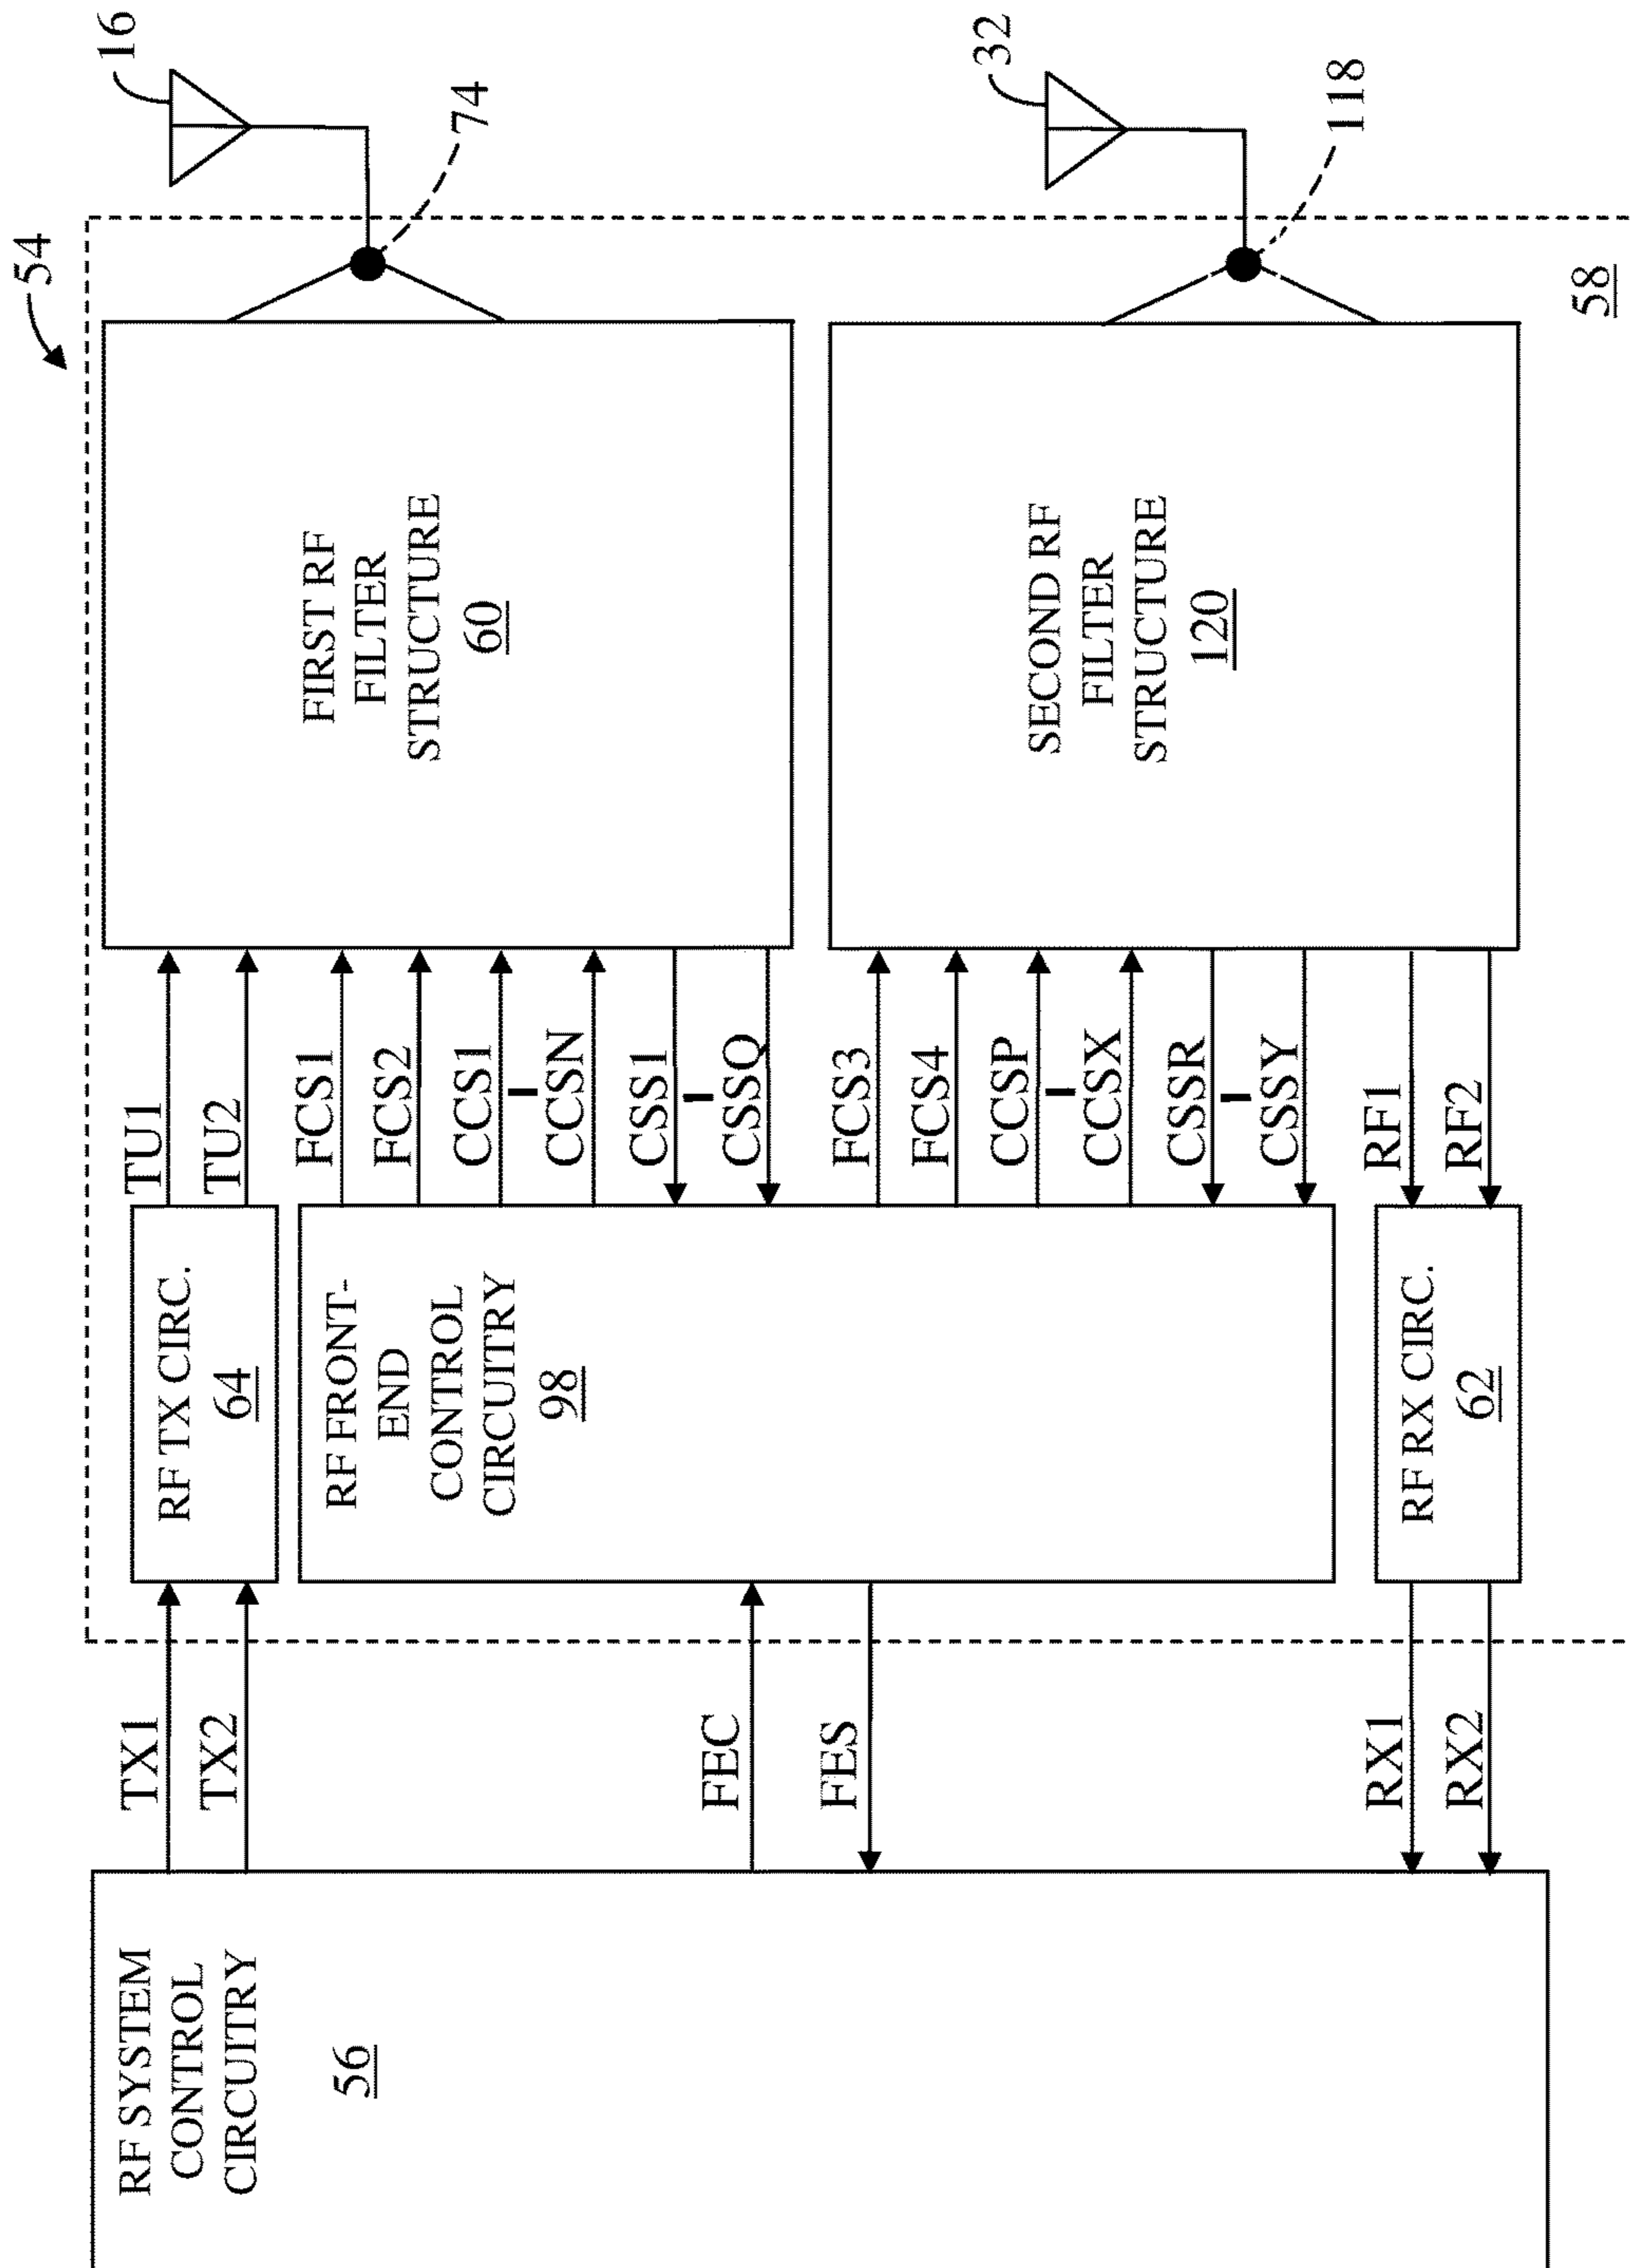 54
16
74
32
118
58
FIRST RF
FILTER
STRUCTURE
60
SECOND RF
FILTER
STRUCTURE
120
TU1
TU2
FCS1
FCS2
CCS1
CCSN
CSS1
CSSQ
FCS3
FCS4
CCSP
CCSX
CSSR
CSSY
RF1
RF2
RF TX CIRC.
64
RF FRONT-
END
CONTROL
CIRCUITRY
98
RF RX CIRC.
62
TX1
TX2
FEC
FES
RX1
RX2
RF SYSTEM
CONTROL
CIRCUITRY
56